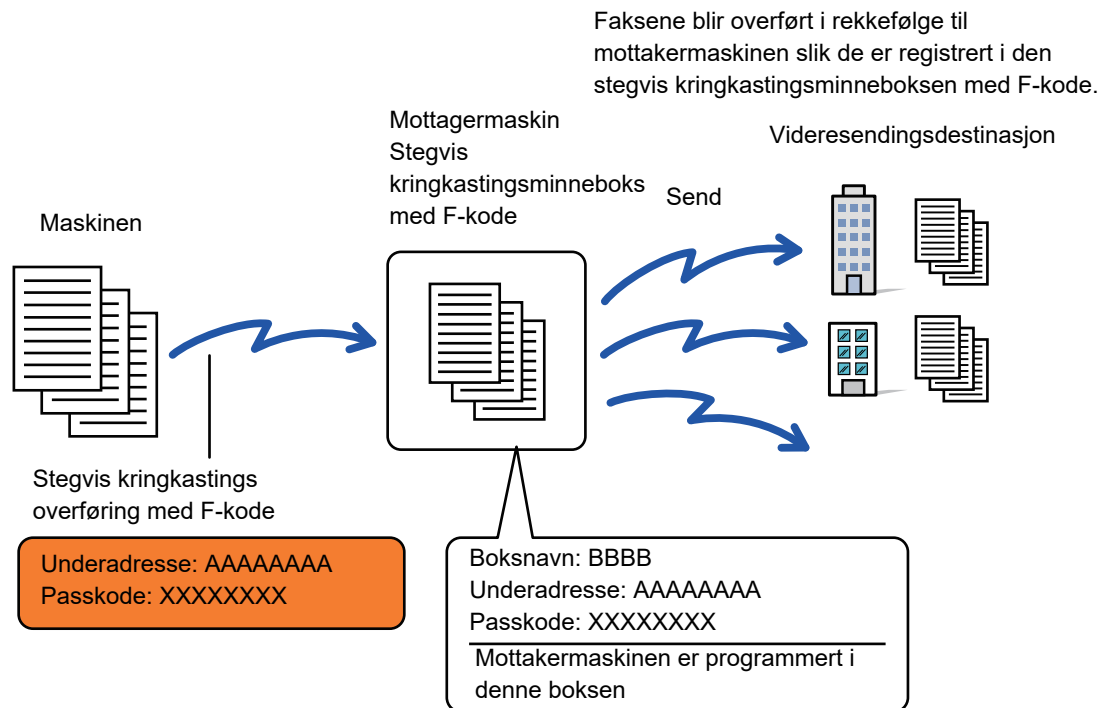 Faksene blir overført i rekkefølge til
mottakermaskinen slik de er registrert i den
stegvis kringkastingsminneboksen med F-kode.
Mottagermaskin
Stegvis
kringkastingsminneboks
med F-kode
Videresendingsdestinasjon
Send
Maskinen
Stegvis kringkastings
overføring med F-kode
Underadresse: AAAAAAAA
Passkode: XXXXXXXX
Boksnavn: BBBB
Underadresse: AAAAAAAA
Passkode: XXXXXXXX
Mottakermaskinen er programmert i
denne boksen